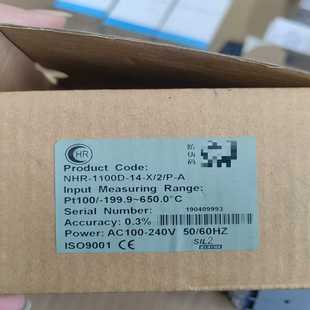 HR
Product Code:
NHR-1100D-14-X/2/P-A
Input Measuring Range:
Pt100/-199.9~650.0°C
Serial Number: 190409993
Accuracy: 0.3%
Power: AC100-240V 50/60HZ
ISO9001 CE SIL2